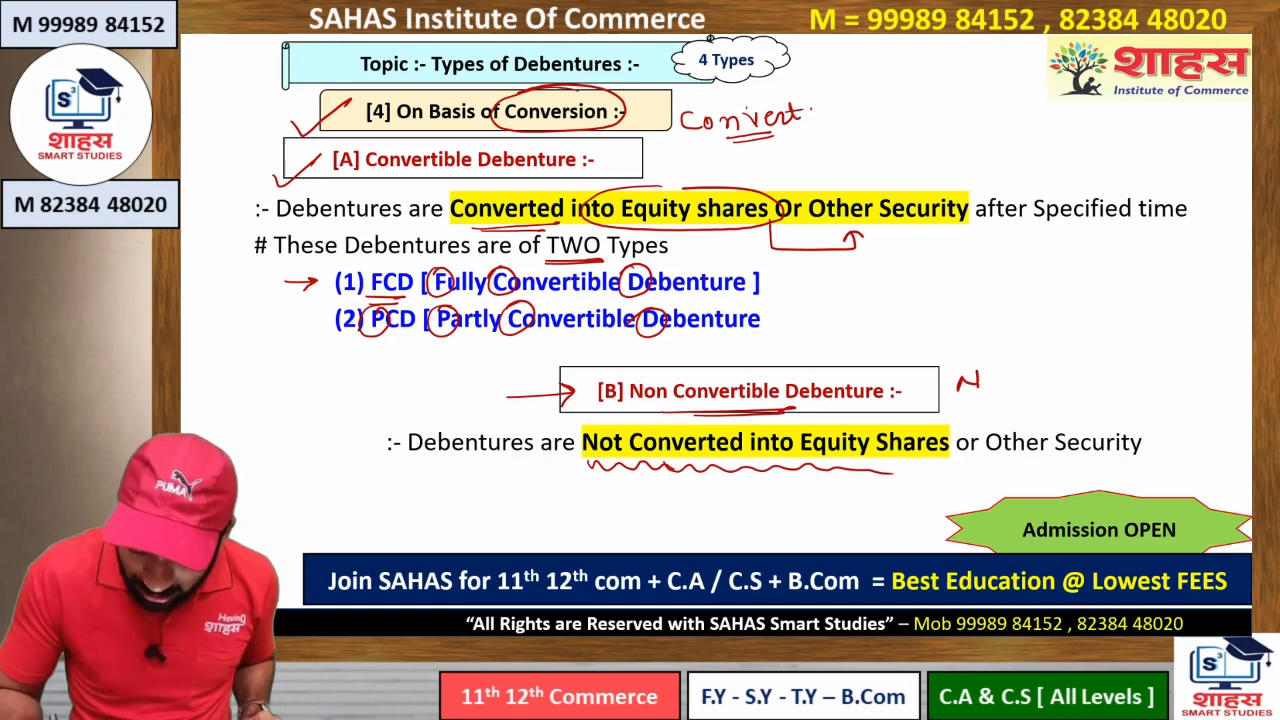 M 99989 84152
SAHAS Institute Of Commerce
M = 99989 84152 , 82384 48020
Topic :- Types of Debentures :-
4 Types
शाहस
Institute of Commerce
[4] On Basis of Conversion :-
Convert
S³
शाहस
SMART STUDIES
[A] Convertible Debenture :-
M 82384 48020
:- Debentures are Converted into Equity shares Or Other Security after Specified time
# These Debentures are of TWO Types
(1) FCD [ Fully Convertible Debenture ]
(2) PCD [ Partly Convertible Debenture
[B] Non Convertible Debenture :-
N
:- Debentures are Not Converted into Equity Shares or Other Security
PUMA
Admission OPEN
Join SAHAS for 11th 12th com + C.A / C.S + B.Com = Best Education @ Lowest FEES
शाहस
“All Rights are Reserved with SAHAS Smart Studies” – Mob 99989 84152 , 82384 48020
11th 12th Commerce
F.Y - S.Y - T.Y – B.Com
C.A & C.S [ All Levels ]
S³
शाहस
SMART STUDIES